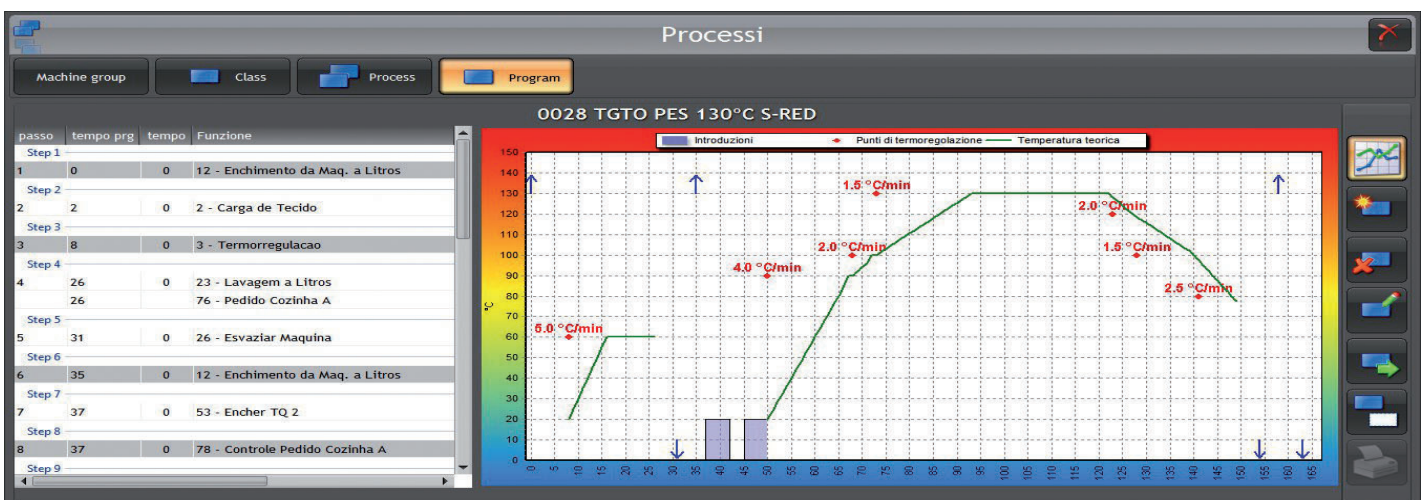 Processi
Machine group Class Process Program
0028 TGTO PES 130°C S-RED
passo tempo prg tempo Funzione
Step 1
1 0 0 12 - Enchimento da Maq. a Litros
Step 2
2 2 0 2 - Carga de Tecido
Step 3
3 8 0 3 - Termorregulacao
Step 4
4 26 0 23 - Lavagem a Litros
26 76 - Pedido Cozinha A
Step 5
5 31 0 26 - Esvaziar Maquina
Step 6
6 35 0 12 - Enchimento da Maq. a Litros
Step 7
7 37 0 53 - Encher TQ 2
Step 8
8 37 0 78 - Controle Pedido Cozinha A
Step 9
Introduzioni Punti di termoregolazione Temperatura teorica
°C
150
140
130
120
110
100
90
80
70
60
50
40
30
20
10
0
5.0 °C/min
4.0 °C/min
2.0 °C/min
1.5 °C/min
2.0 °C/min
1.5 °C/min
2.5 °C/min
0 5 10 15 20 25 30 35 40 45 50 55 60 65 70 75 80 85 90 95 100 105 110 115 120 125 130 135 140 145 150 155 160 165